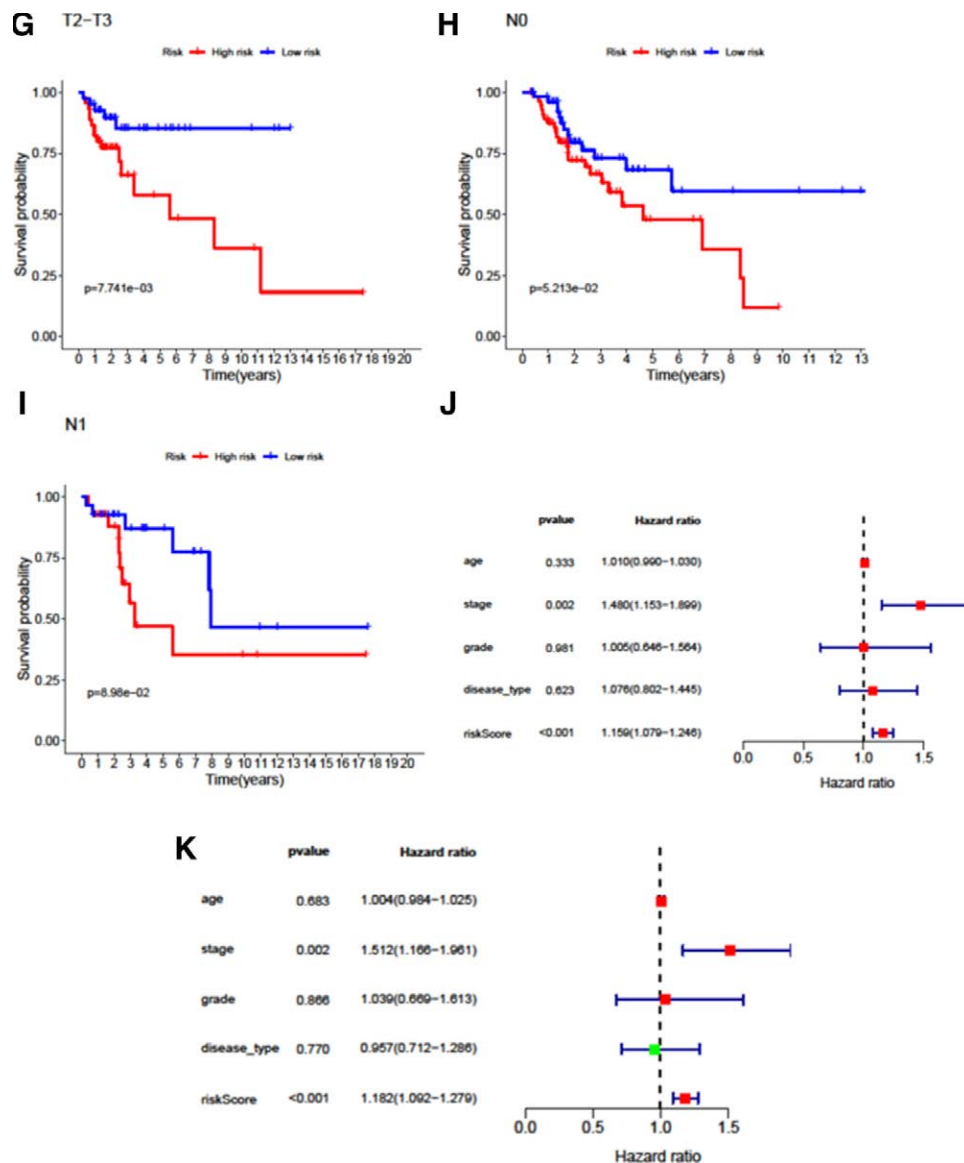 G T2-T3
Risk High risk Low risk
Survival probability
1.00
0.75
0.50
0.25
0.00
p=7.741e-03
0 1 2 3 4 5 6 7 8 9 10 11 12 13 14 15 16 17 18 19 20
Time(years)
H N0
Risk High risk Low risk
Survival probability
1.00
0.75
0.50
0.25
0.00
p=5.213e-02
0 1 2 3 4 5 6 7 8 9 10 11 12 13
Time(years)
I N1
Risk High risk Low risk
Survival probability
1.00
0.75
0.50
0.25
0.00
p=8.98e-02
0 1 2 3 4 5 6 7 8 9 10 11 12 13 14 15 16 17 18 19 20
Time(years)
J
pvalue Hazard ratio
age 0.333 1.010(0.990-1.030)
stage 0.002 1.480(1.153-1.899)
grade 0.981 1.005(0.646-1.564)
disease_type 0.623 1.076(0.802-1.445)
riskScore <0.001 1.159(1.079-1.246)
0.0 0.5 1.0 1.5
Hazard ratio
K
pvalue Hazard ratio
age 0.683 1.004(0.984-1.025)
stage 0.002 1.512(1.166-1.961)
grade 0.866 1.039(0.669-1.613)
disease_type 0.770 0.957(0.712-1.286)
riskScore <0.001 1.182(1.092-1.279)
0.0 0.5 1.0 1.5
Hazard ratio